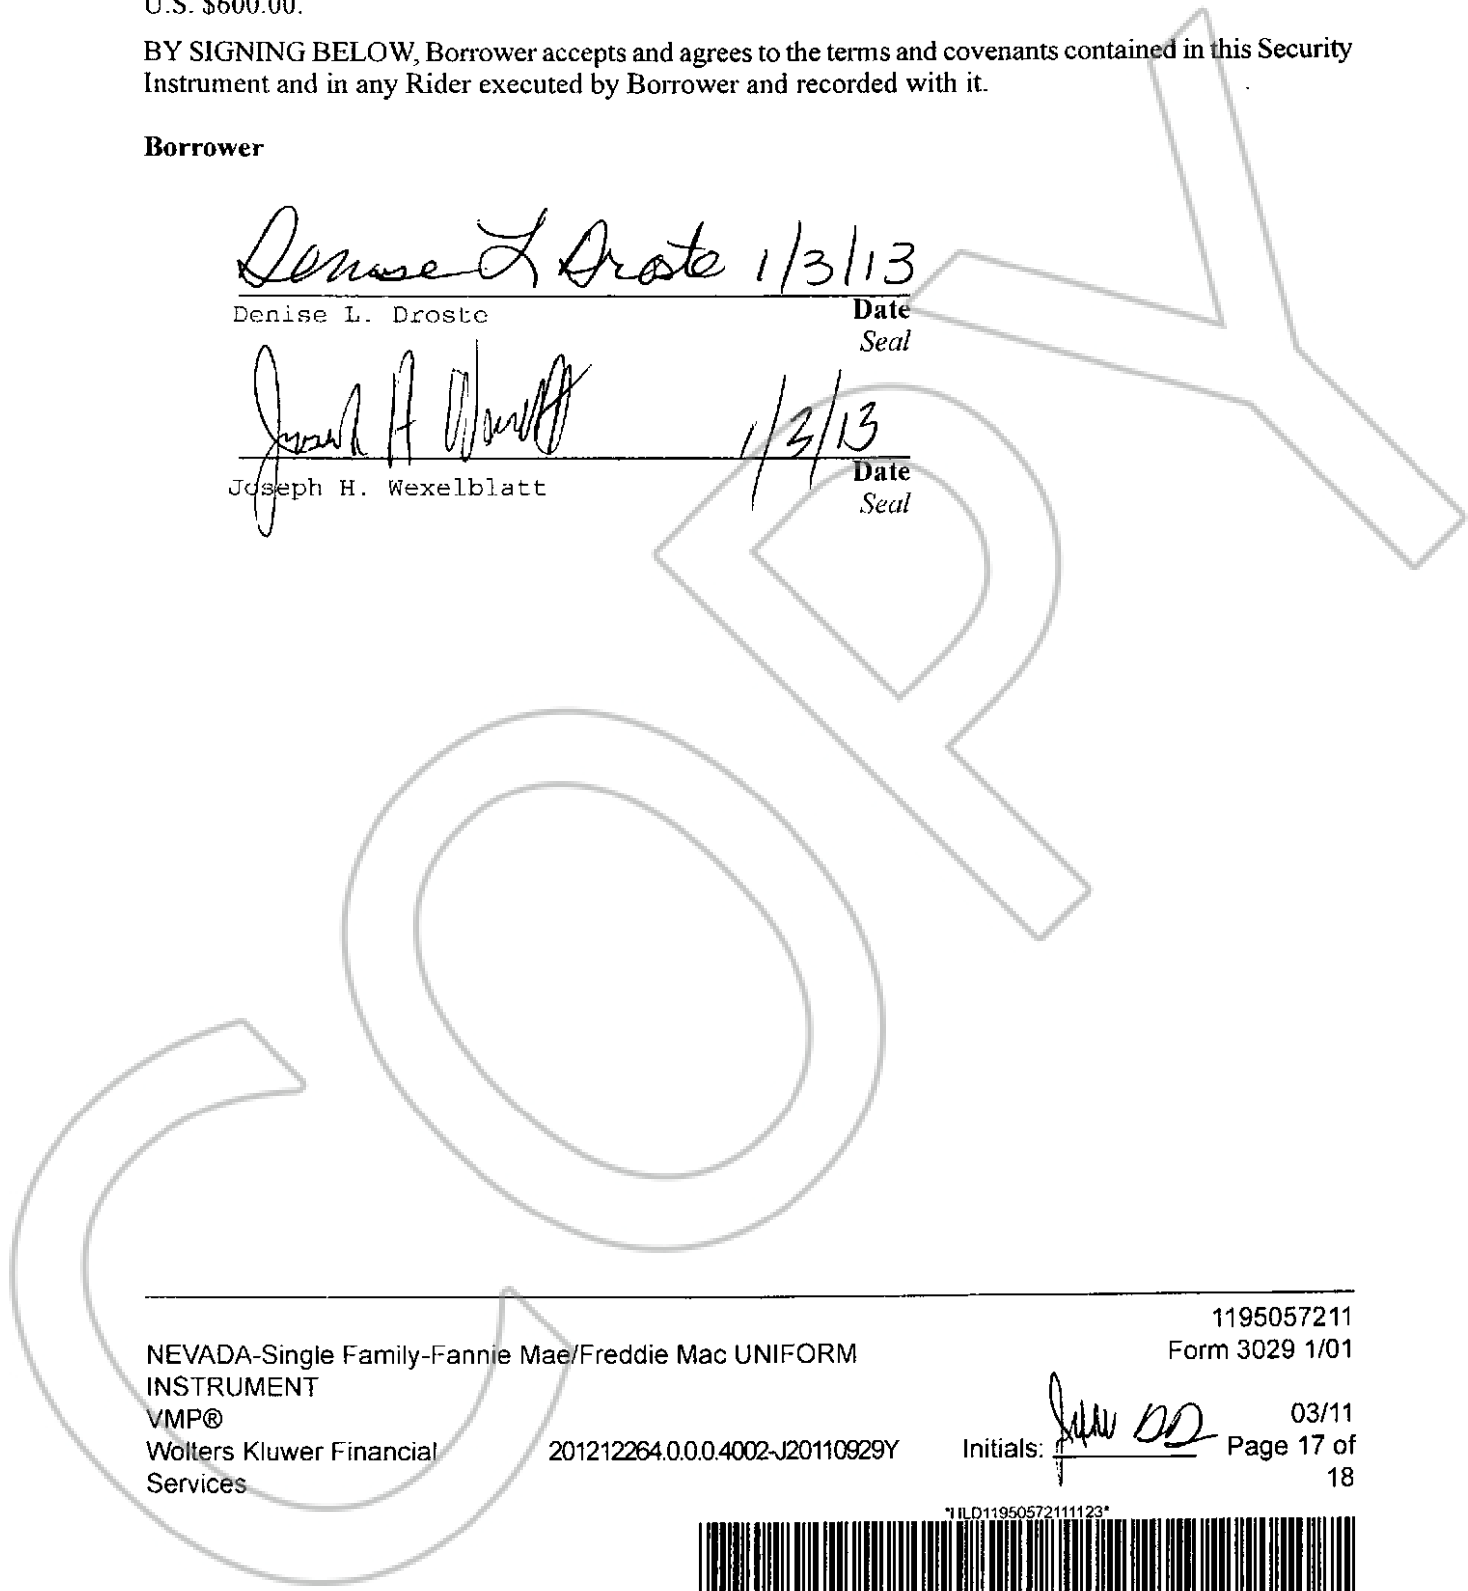 U.S. $600.00.
BY SIGNING BELOW, Borrower accepts and agrees to the terms and covenants contained in this Security
Instrument and in any Rider executed by Borrower and recorded with it.
Borrower
Denise L Droste 1/3/13
Denise L. Droste
Date
Seal
Joseph H 1/3/13
Joseph H. Wexelblatt
Date
Seal
COPY
1195057211
NEVADA-Single Family-Fannie Mae/Freddie Mac UNIFORM
INSTRUMENT
Form 3029 1/01
VMP®
03/11
Wolters Kluwer Financial
Services
201212264.0.0.0.4002-J20110929Y
Initials: DD
Page 17 of
18